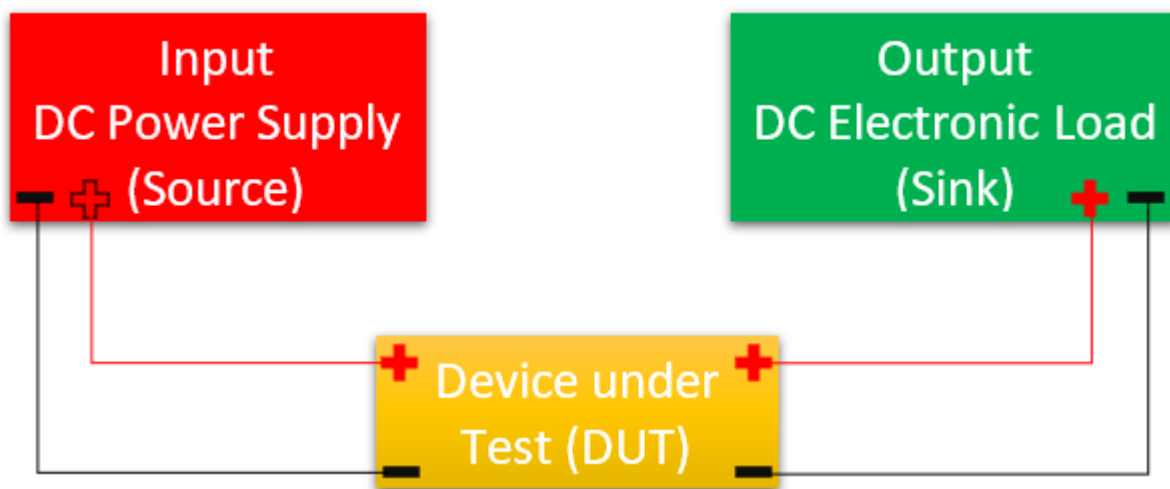 Input
DC Power Supply
(Source)
Output
DC Electronic Load
(Sink)
Device under
Test (DUT)